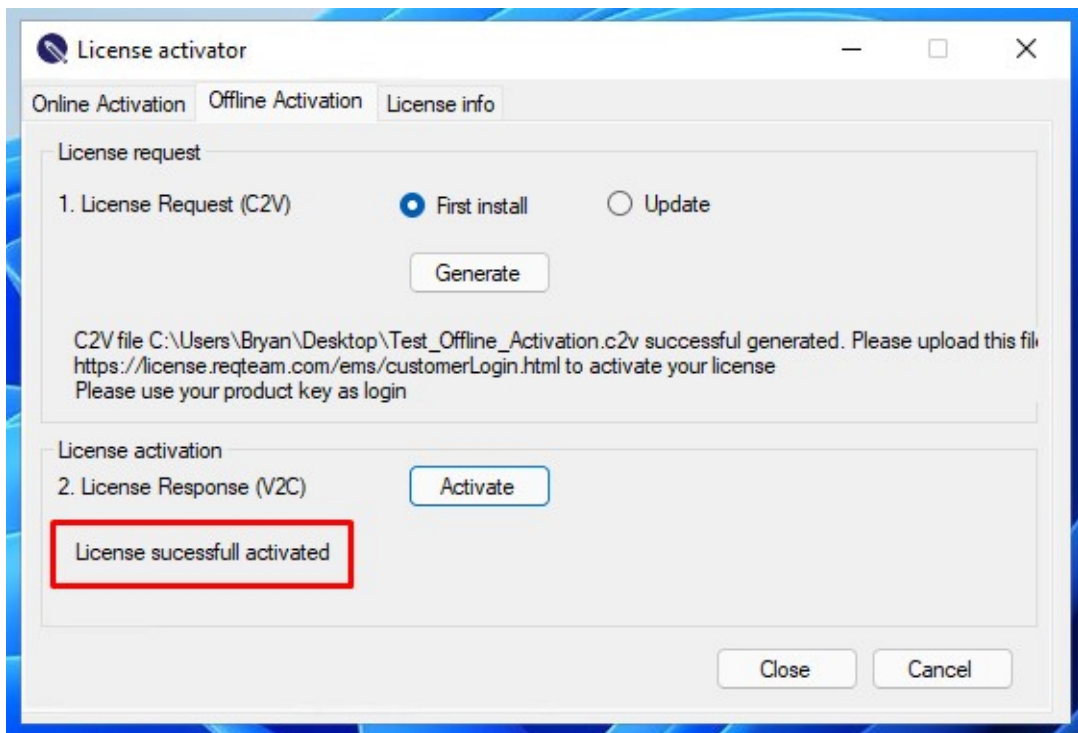 License activator
Online Activation Offline Activation License info
License request
1. License Request (C2V) First install Update
Generate
C2V file C:\Users\Bryan\Desktop\Test_Offline_Activation.c2v successful generated. Please upload this fil
https://license.reqteam.com/ems/customerLogin.html to activate your license
Please use your product key as login
License activation
2. License Response (V2C) Activate
License sucessfull activated
Close Cancel